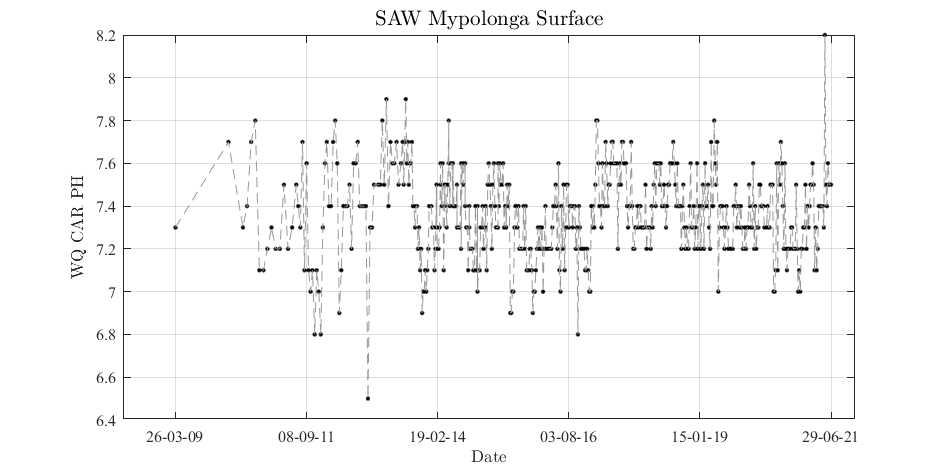 SAW Mypolonga Surface
WQ CAR PH
8.2
8
7.8
7.6
7.4
7.2
7
6.8
6.6
6.4
26-03-09 08-09-11 19-02-14 03-08-16 15-01-19 29-06-21
Date